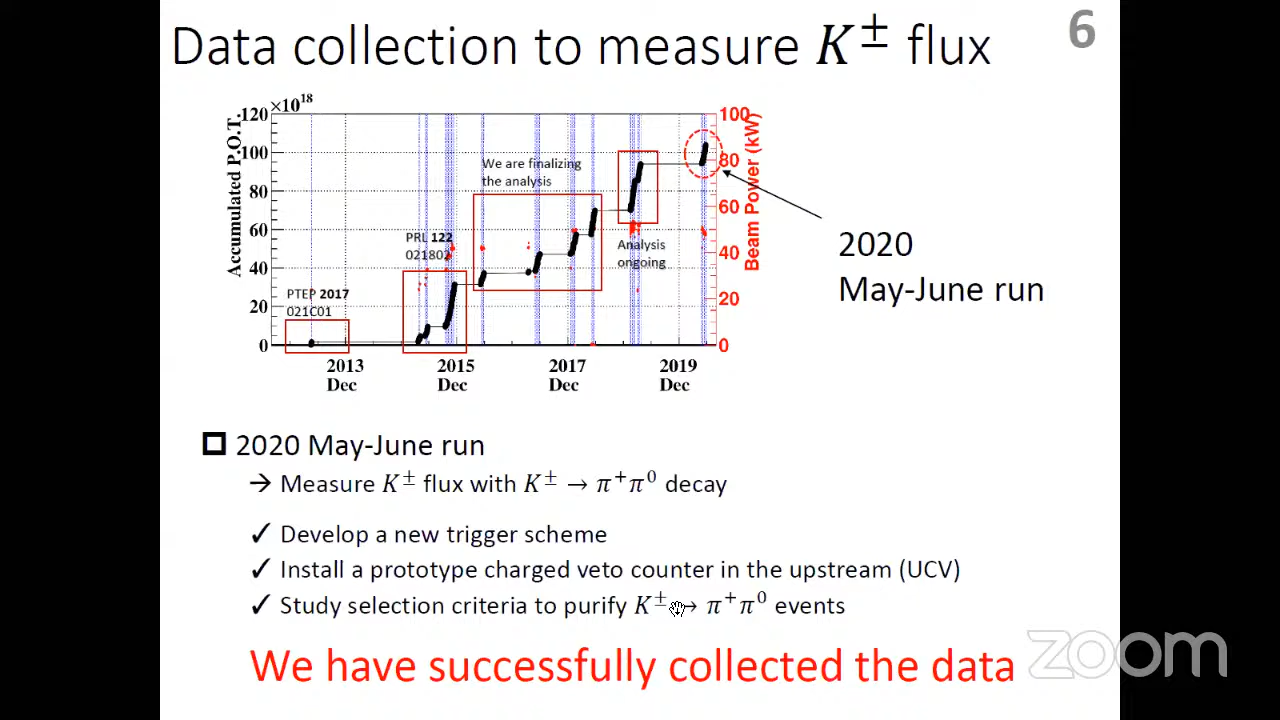 Data collection to measure K± flux
6
×10¹⁸
120
100
80
60
40
20
0
Accumulated P.O.T.
100
80
60
40
20
0
Beam Power (kW)
We are finalizing
the analysis
PRL 122
021802
PTEP 2017
021C01
Analysis
ongoing
2020
May-June run
2013
Dec
2015
Dec
2017
Dec
2019
Dec
2020 May-June run
→ Measure K± flux with K± → π⁺π⁰ decay
✓ Develop a new trigger scheme
✓ Install a prototype charged veto counter in the upstream (UCV)
✓ Study selection criteria to purify K± → π⁺π⁰ events
We have successfully collected the data
zoom